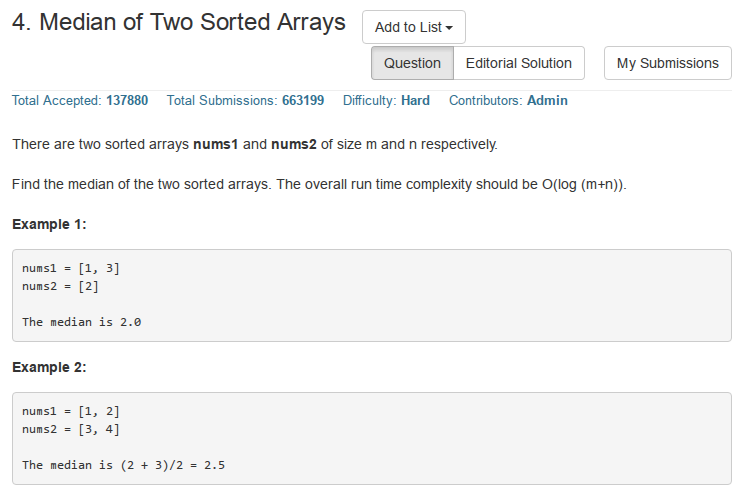 4. Median of Two Sorted Arrays
Add to List
Question
Editorial Solution
My Submissions
Total Accepted: 137880 Total Submissions: 663199 Difficulty: Hard Contributors: Admin
There are two sorted arrays nums1 and nums2 of size m and n respectively.
Find the median of the two sorted arrays. The overall run time complexity should be O(log (m+n)).
Example 1:
nums1 = [1, 3]
nums2 = [2]
The median is 2.0
Example 2:
nums1 = [1, 2]
nums2 = [3, 4]
The median is (2 + 3)/2 = 2.5